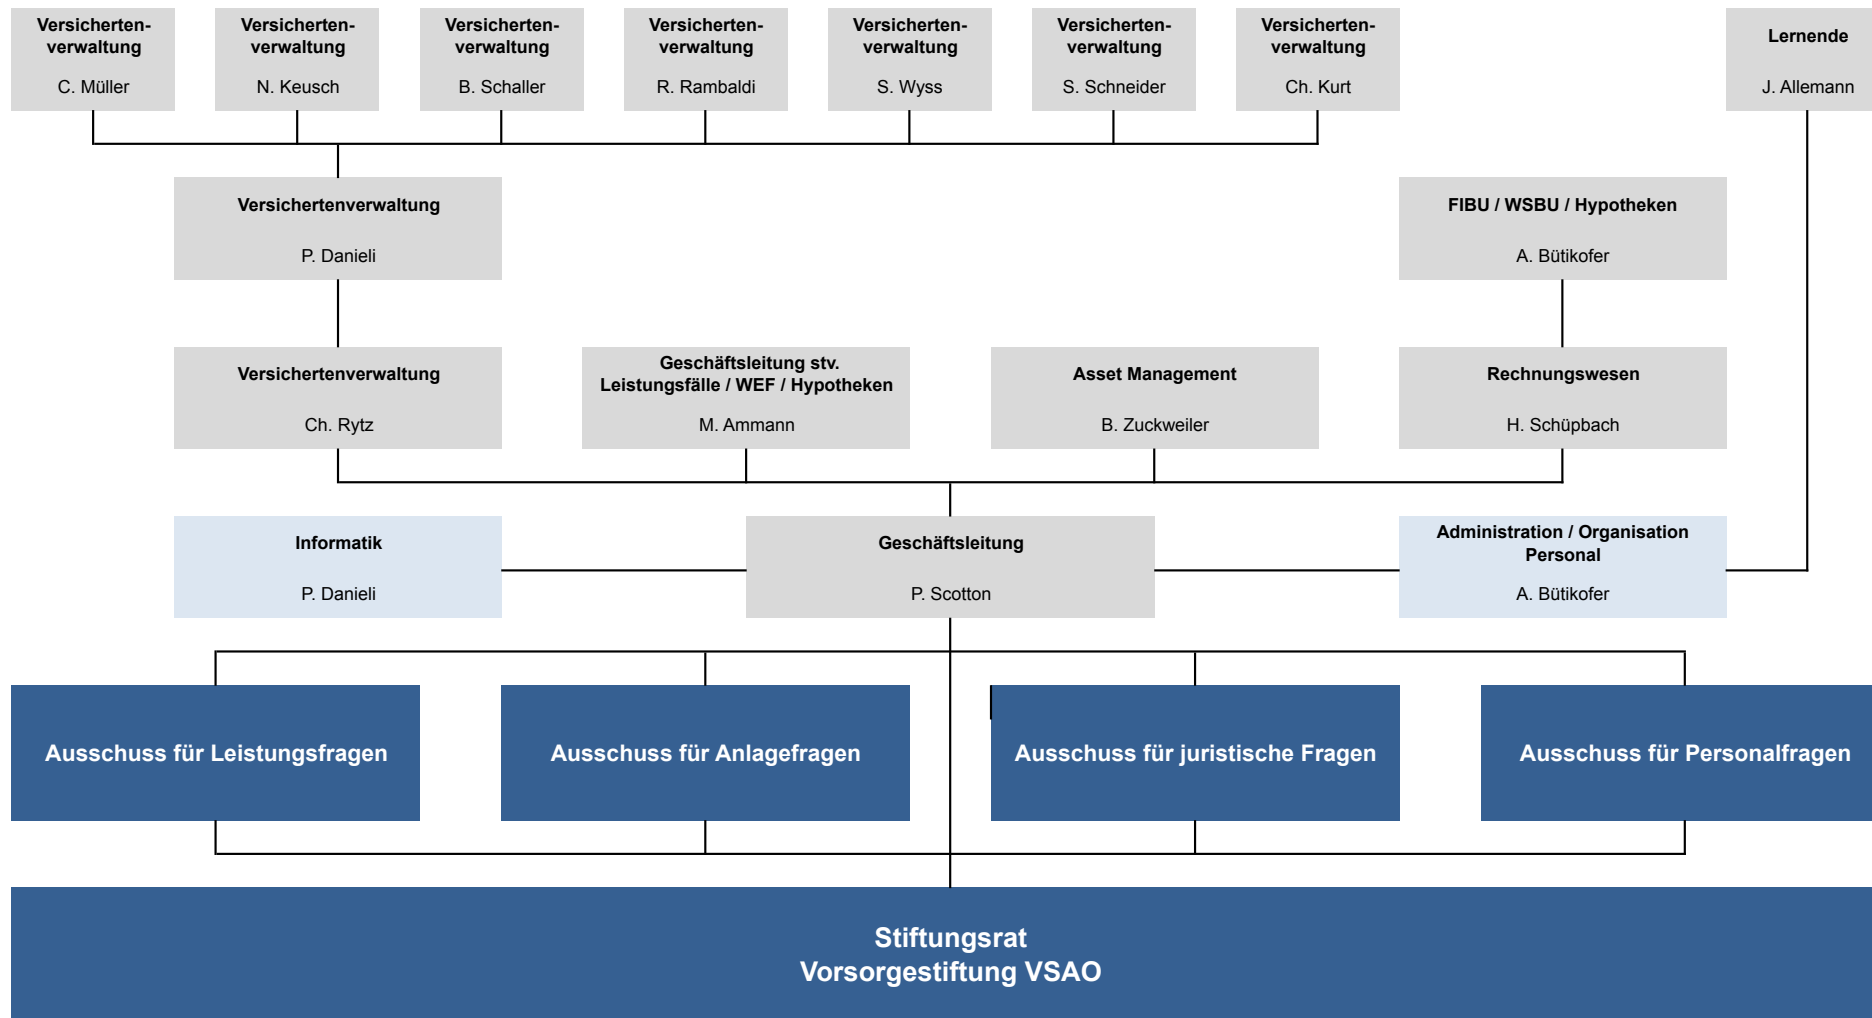 Versicherten-
verwaltung
C. Müller
Versicherten-
verwaltung
N. Keusch
Versicherten-
verwaltung
B. Schaller
Versicherten-
verwaltung
R. Rambaldi
Versicherten-
verwaltung
S. Wyss
Versicherten-
verwaltung
S. Schneider
Versicherten-
verwaltung
Ch. Kurt
Lernende
J. Allemann
Versichertenverwaltung
P. Danieli
FIBU / WSBU / Hypotheken
A. Bütikofer
Versichertenverwaltung
Ch. Rytz
Geschäftsleitung stv.
Leistungsfälle / WEF / Hypotheken
M. Ammann
Asset Management
B. Zuckweiler
Rechnungswesen
H. Schüpbach
Informatik
P. Danieli
Geschäftsleitung
P. Scotton
Administration / Organisation
Personal
A. Bütikofer
Ausschuss für Leistungsfragen
Ausschuss für Anlagefragen
Ausschuss für juristische Fragen
Ausschuss für Personalfragen
Stiftungsrat
Vorsorgestiftung VSAO